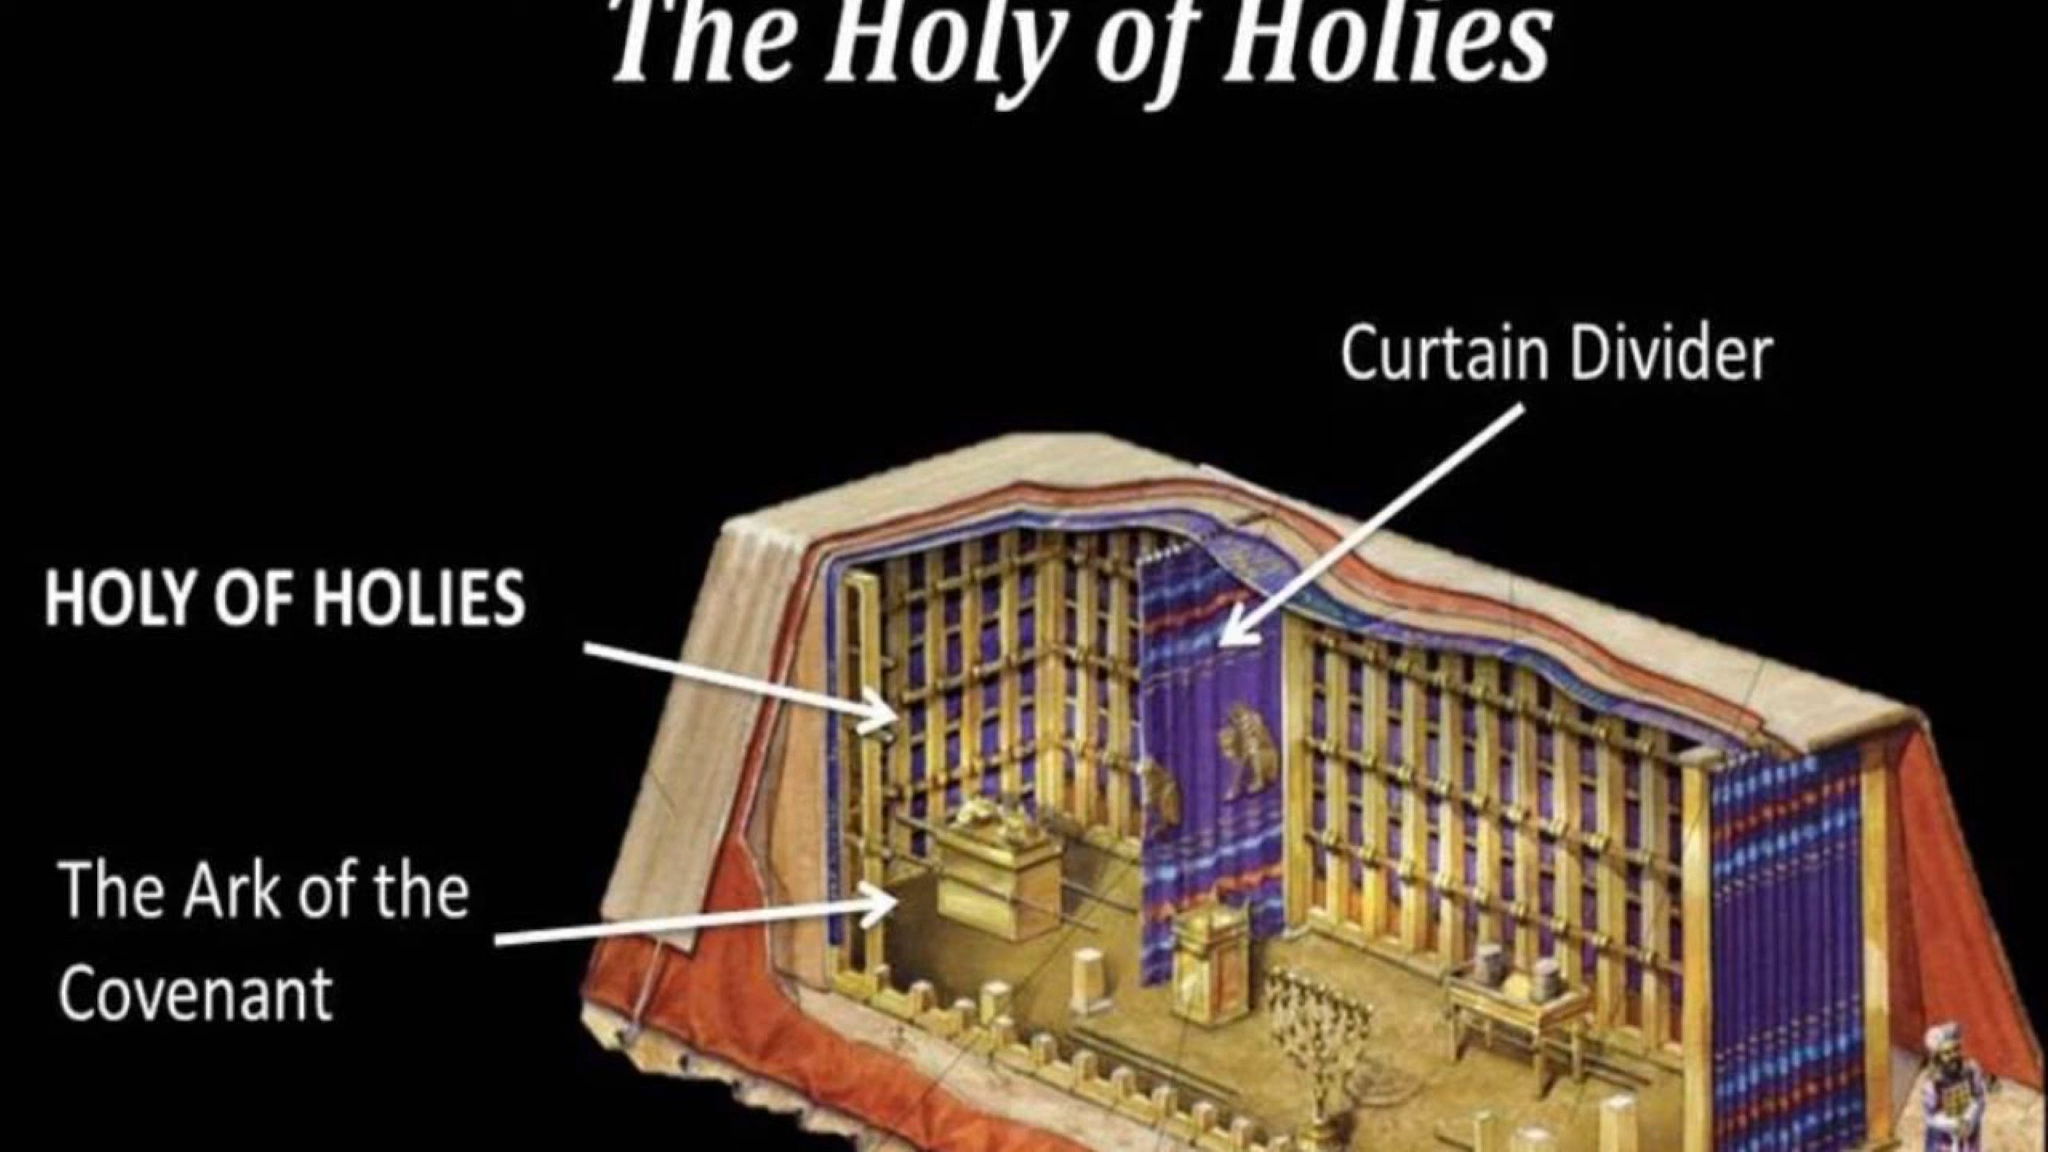 The Holy of Holies
Curtain Divider
HOLY OF HOLIES
The Ark of the
Covenant